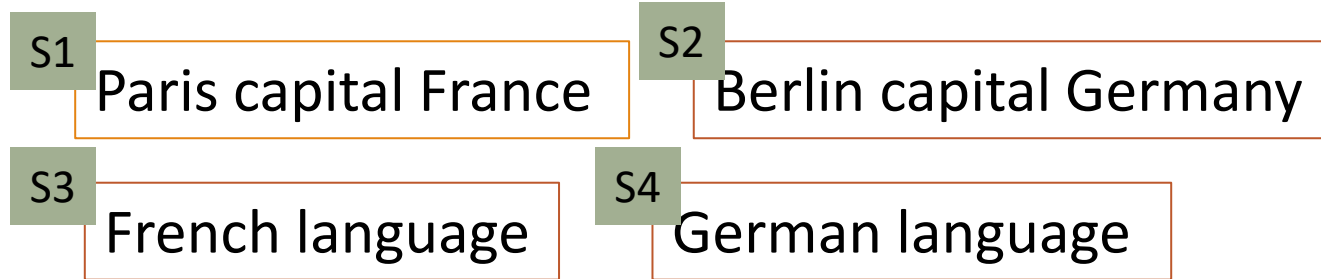 S1 Paris capital France
S2 Berlin capital Germany
S3 French language
S4 German language